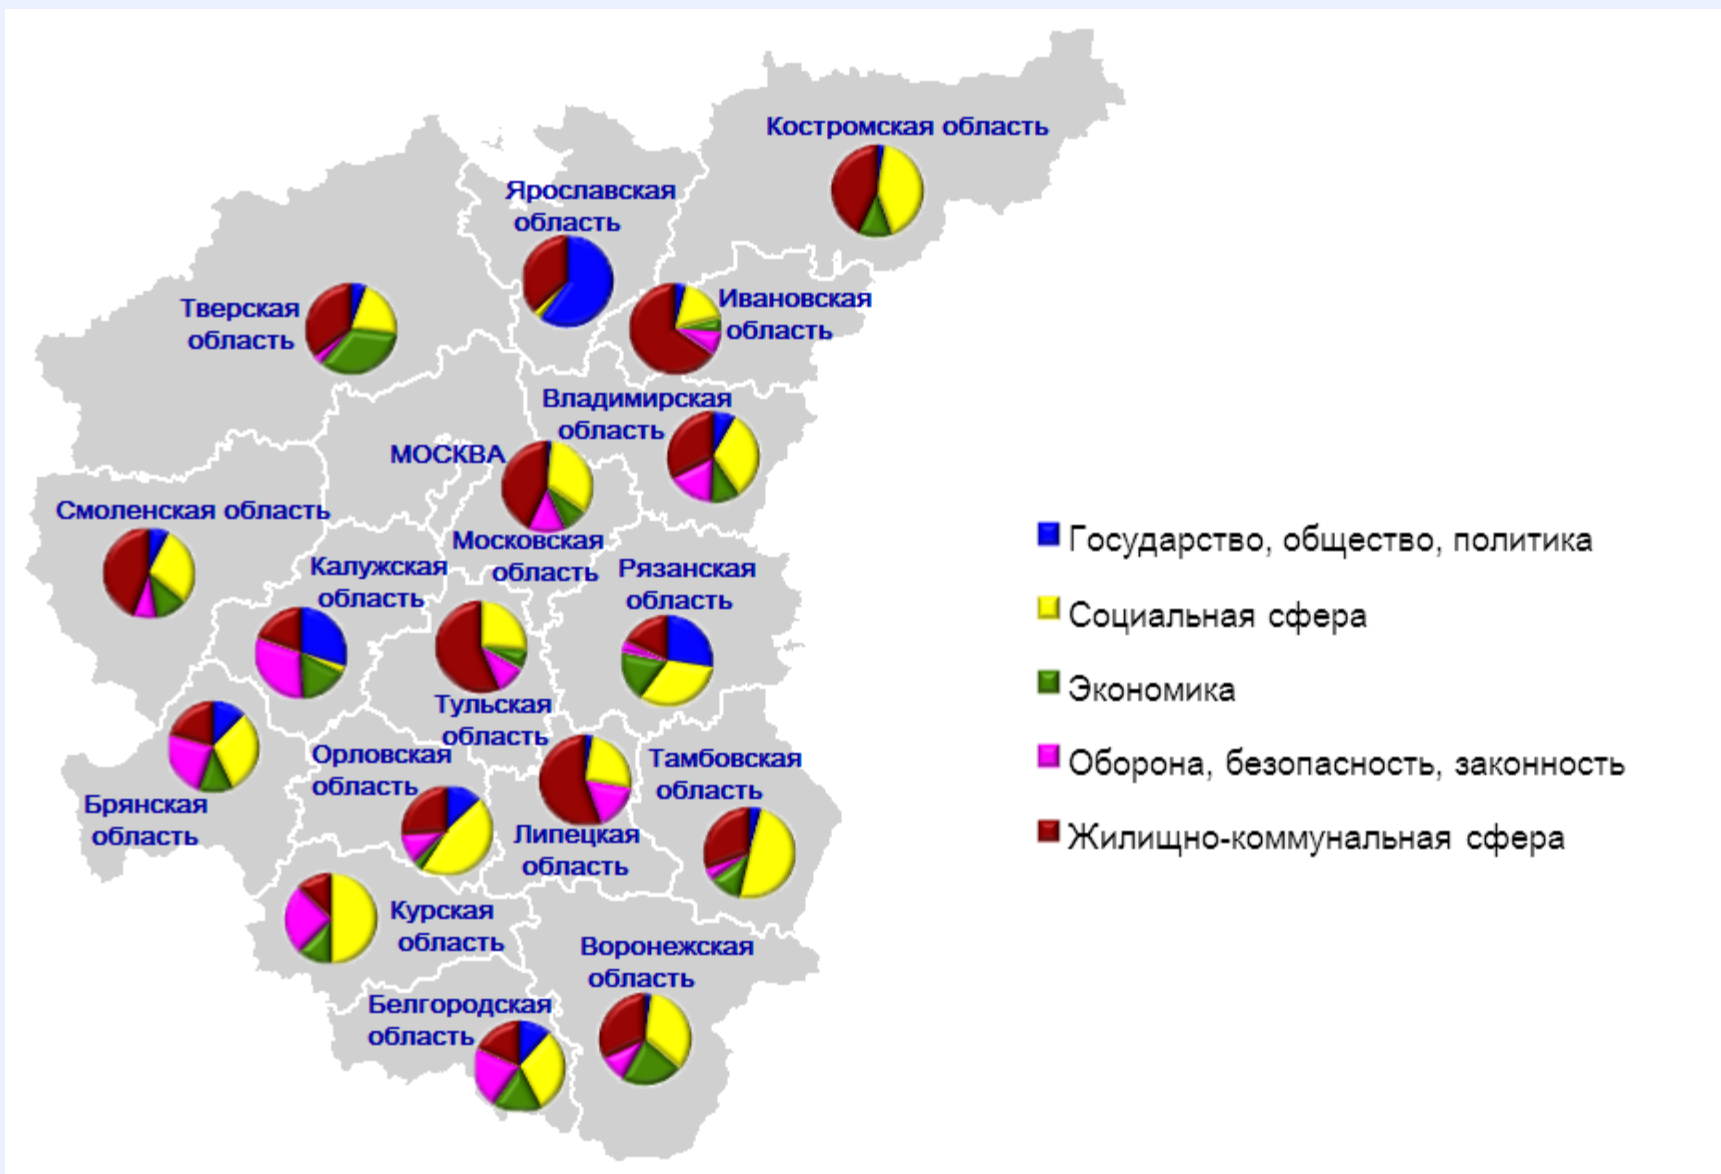 Костромская область
Ярославская
область
Ивановская
область
Тверская
область
Владимирская
область
МОСКВА
Смоленская область
Московская
область
Калужская
область
Рязанская
область
Тульская
область
Орловская
область
Тамбовская
область
Брянская
область
Липецкая
область
Курская
область
Воронежская
область
Белгородская
область
Государство, общество, политика
Социальная сфера
Экономика
Оборона, безопасность, законность
Жилищно-коммунальная сфера